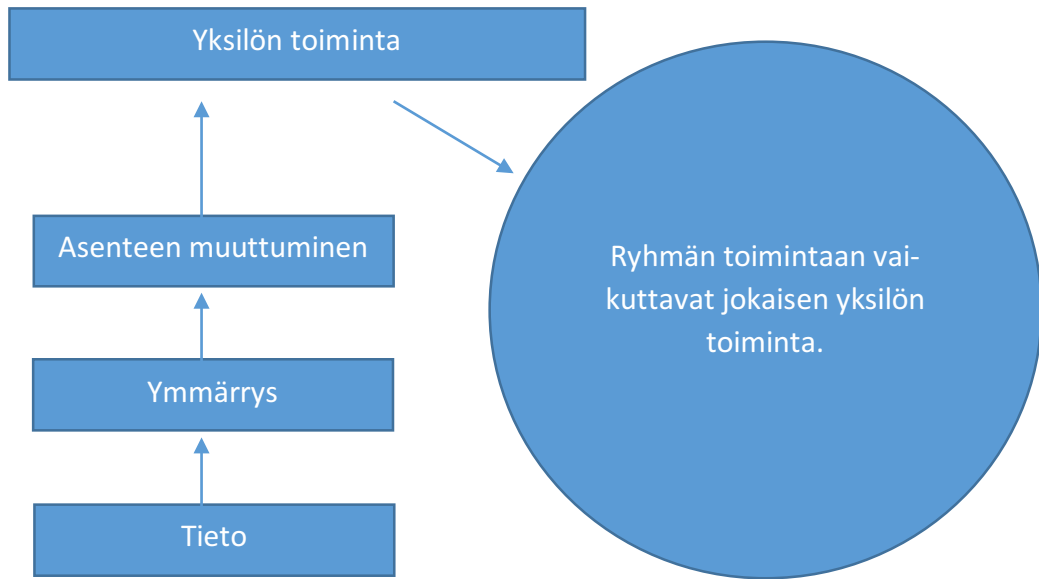 Yksilön toiminta
Asenteen muuttuminen
Ymmärrys
Tieto
Ryhmän toimintaan vai-
kuttavat jokaisen yksilön
toiminta.